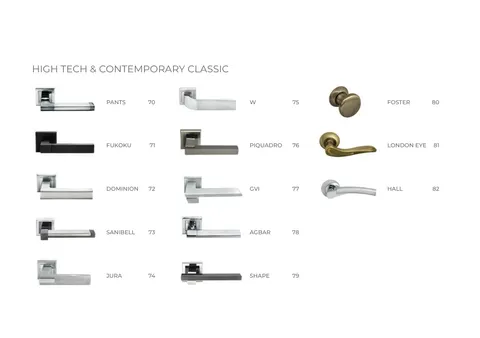 HIGH TECH & CONTEMPORARY CLASSIC
PANTS 70
FUKOKU 71
DOMINION 72
SANIBELL 73
JURA 74
W 75
PIQUADRO 76
GVI 77
AGBAR 78
SHAPE 79
FOSTER 80
LONDON EYE 81
HALL 82